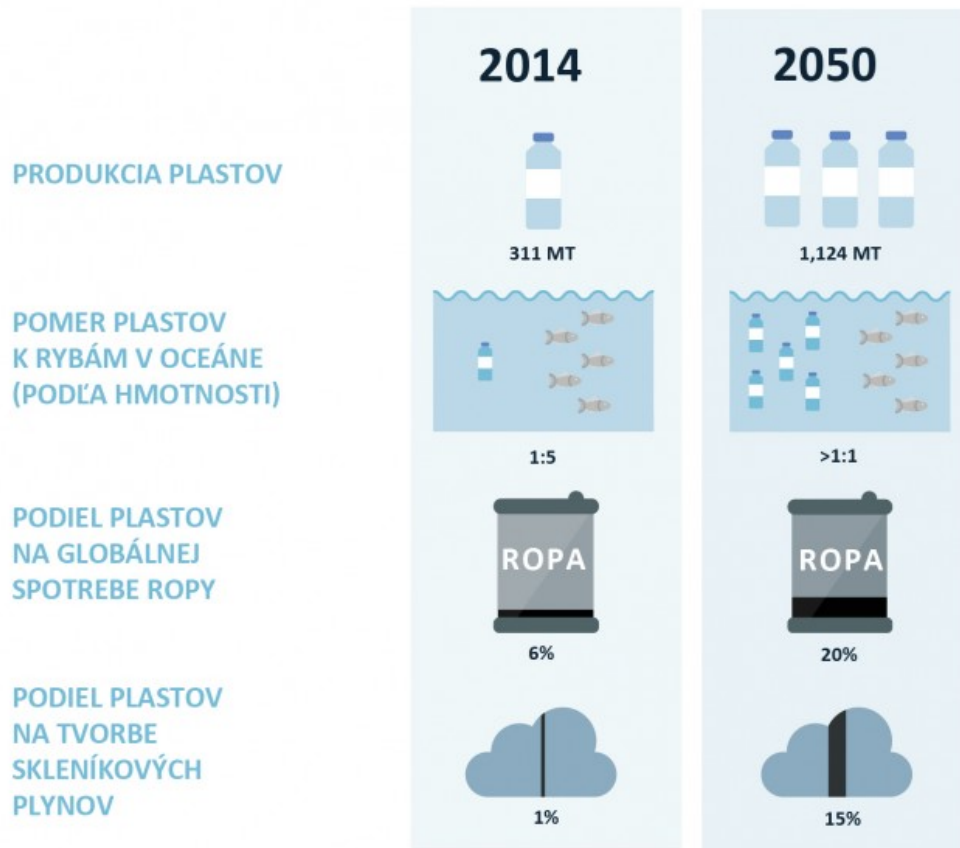 2014
2050
PRODUKCIA PLASTOV
311 MT
1,124 MT
POMER PLASTOV
K RYBÁM V OCEÁNE
(PODĽA HMOTNOSTI)
1:5
>1:1
PODIEL PLASTOV
NA GLOBÁLNEJ
SPOTREBE ROPY
ROPA
ROPA
6%
20%
PODIEL PLASTOV
NA TVORBE
SKLENÍKOVÝCH
PLYNOV
1%
15%